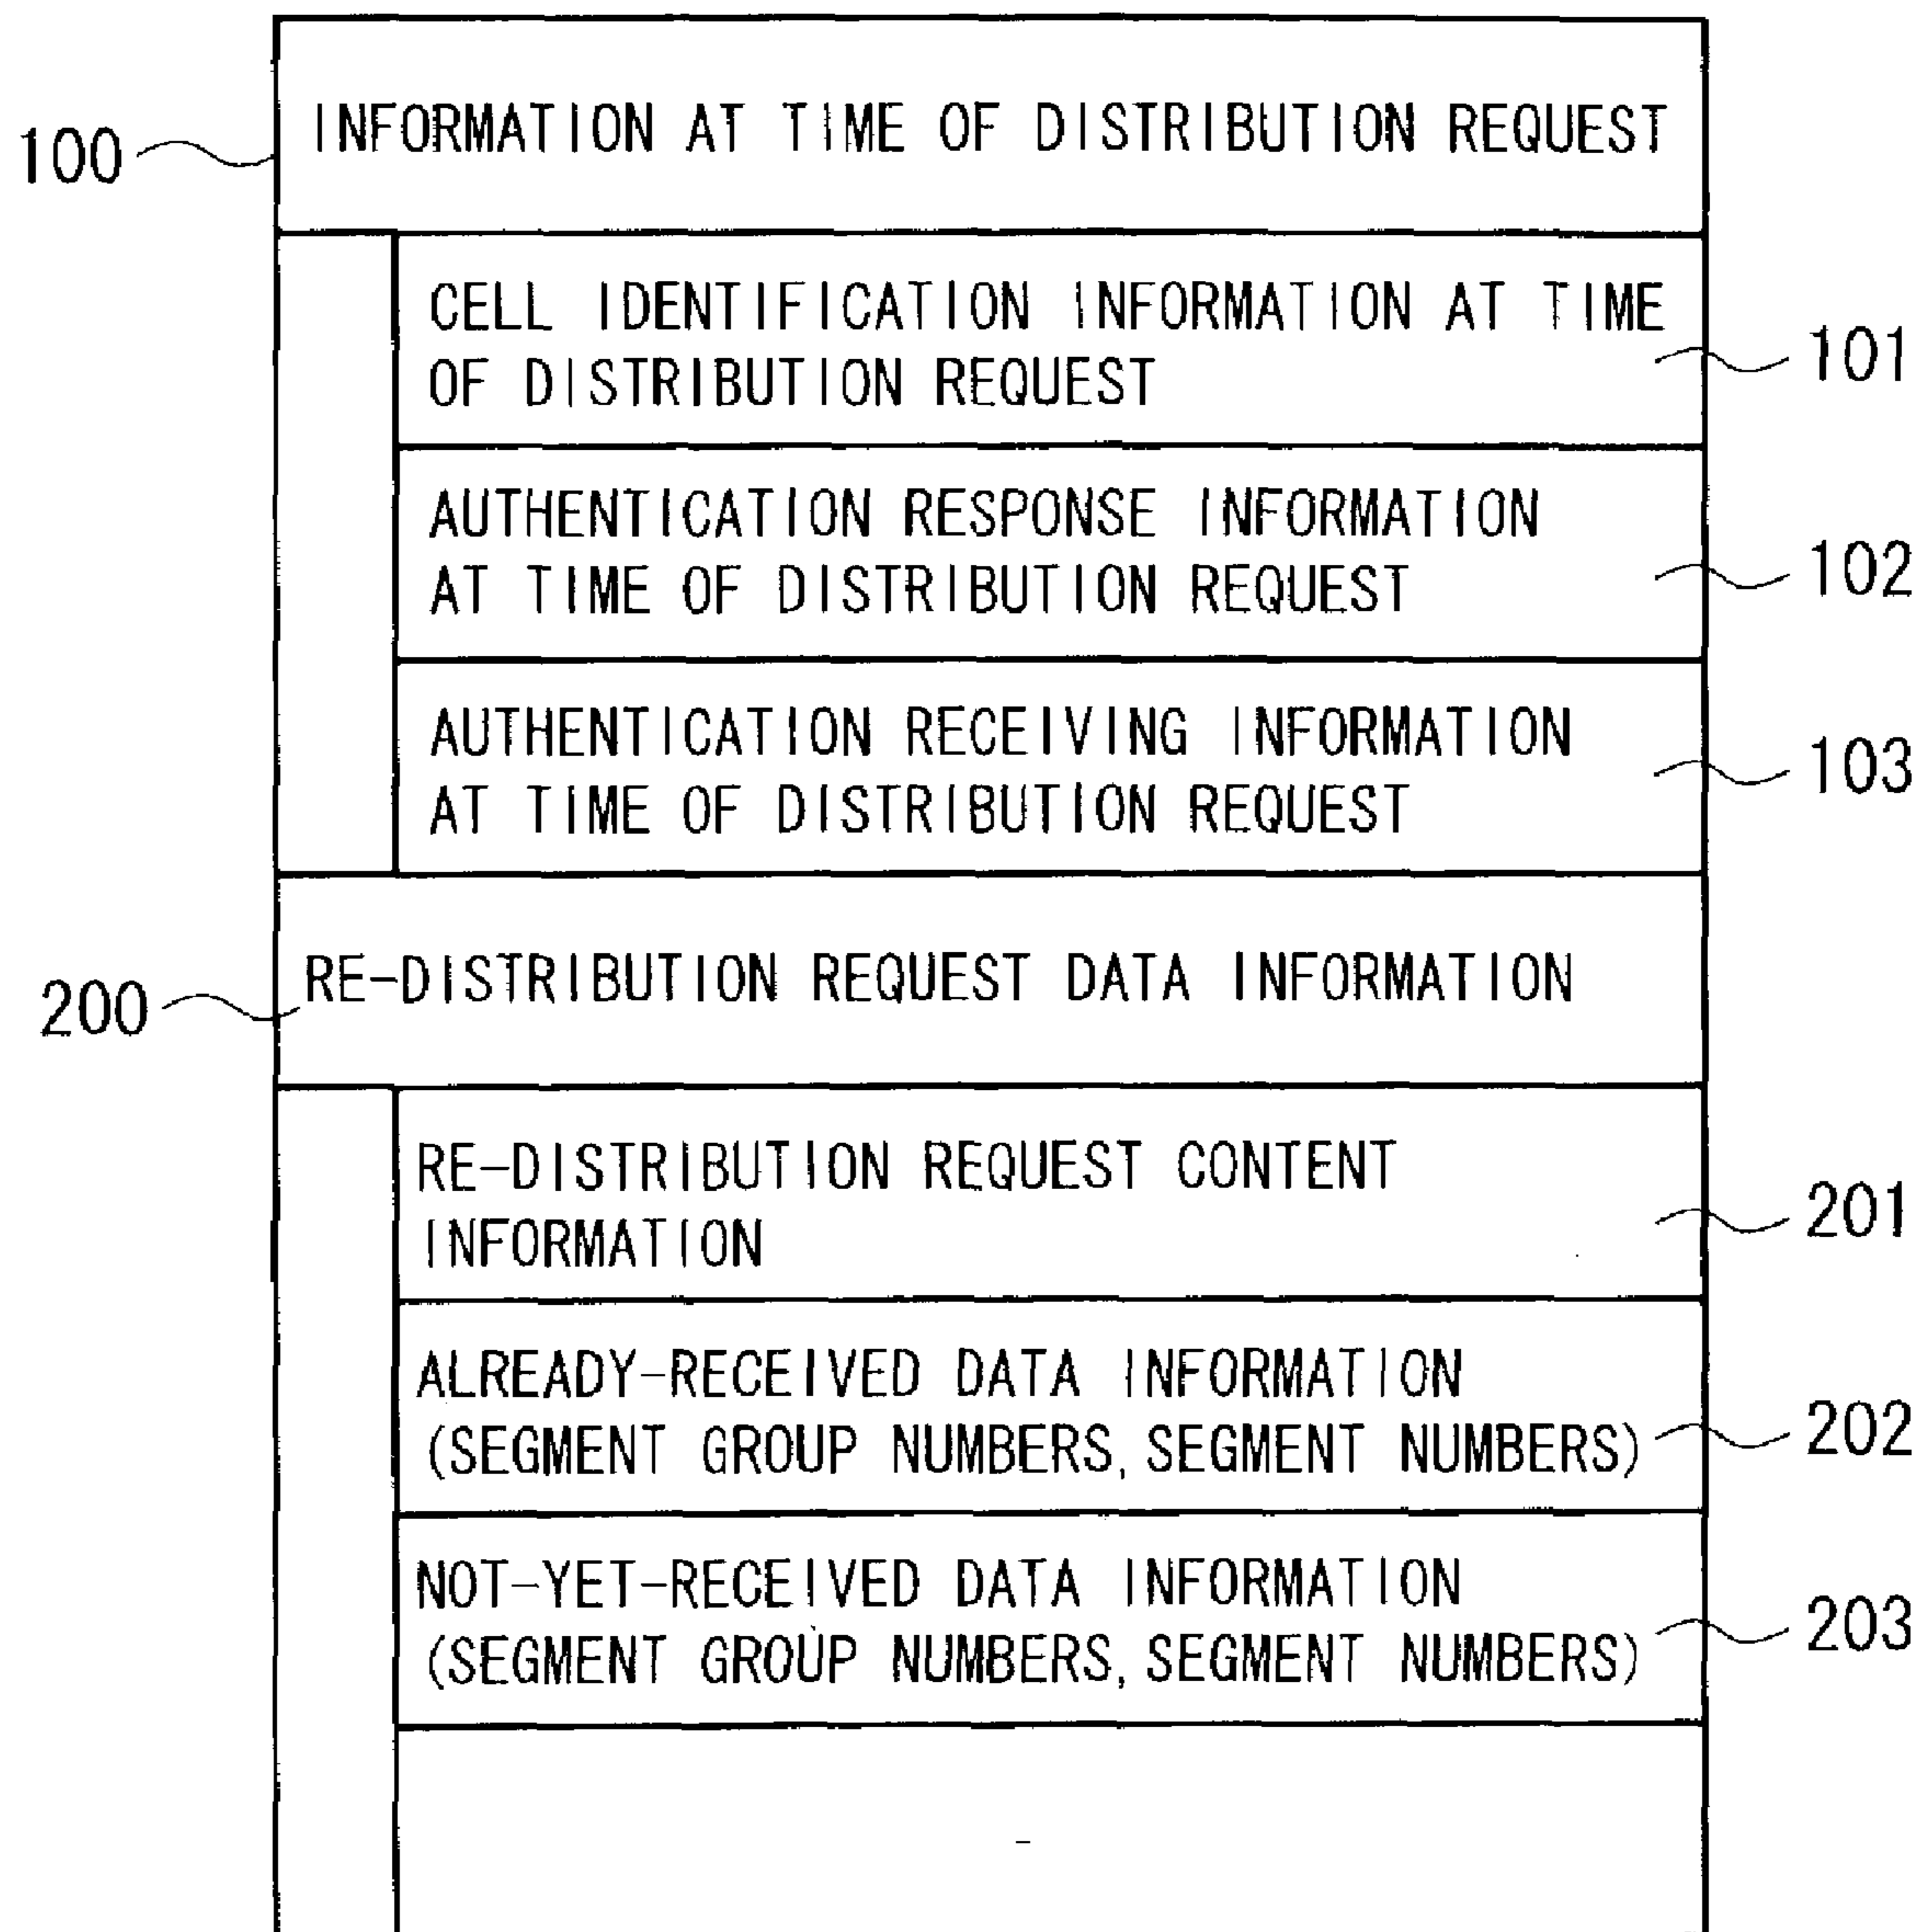 INFORMATION AT TIME OF DISTRIBUTION REQUEST
100
CELL IDENTIFICATION INFORMATION AT TIME
OF DISTRIBUTION REQUEST
101
AUTHENTICATION RESPONSE INFORMATION
AT TIME OF DISTRIBUTION REQUEST
102
AUTHENTICATION RECEIVING INFORMATION
AT TIME OF DISTRIBUTION REQUEST
103
RE-DISTRIBUTION REQUEST DATA INFORMATION
200
RE-DISTRIBUTION REQUEST CONTENT
INFORMATION
201
ALREADY-RECEIVED DATA INFORMATION
(SEGMENT GROUP NUMBERS, SEGMENT NUMBERS)
202
NOT-YET-RECEIVED DATA INFORMATION
(SEGMENT GROUP NUMBERS, SEGMENT NUMBERS)
203